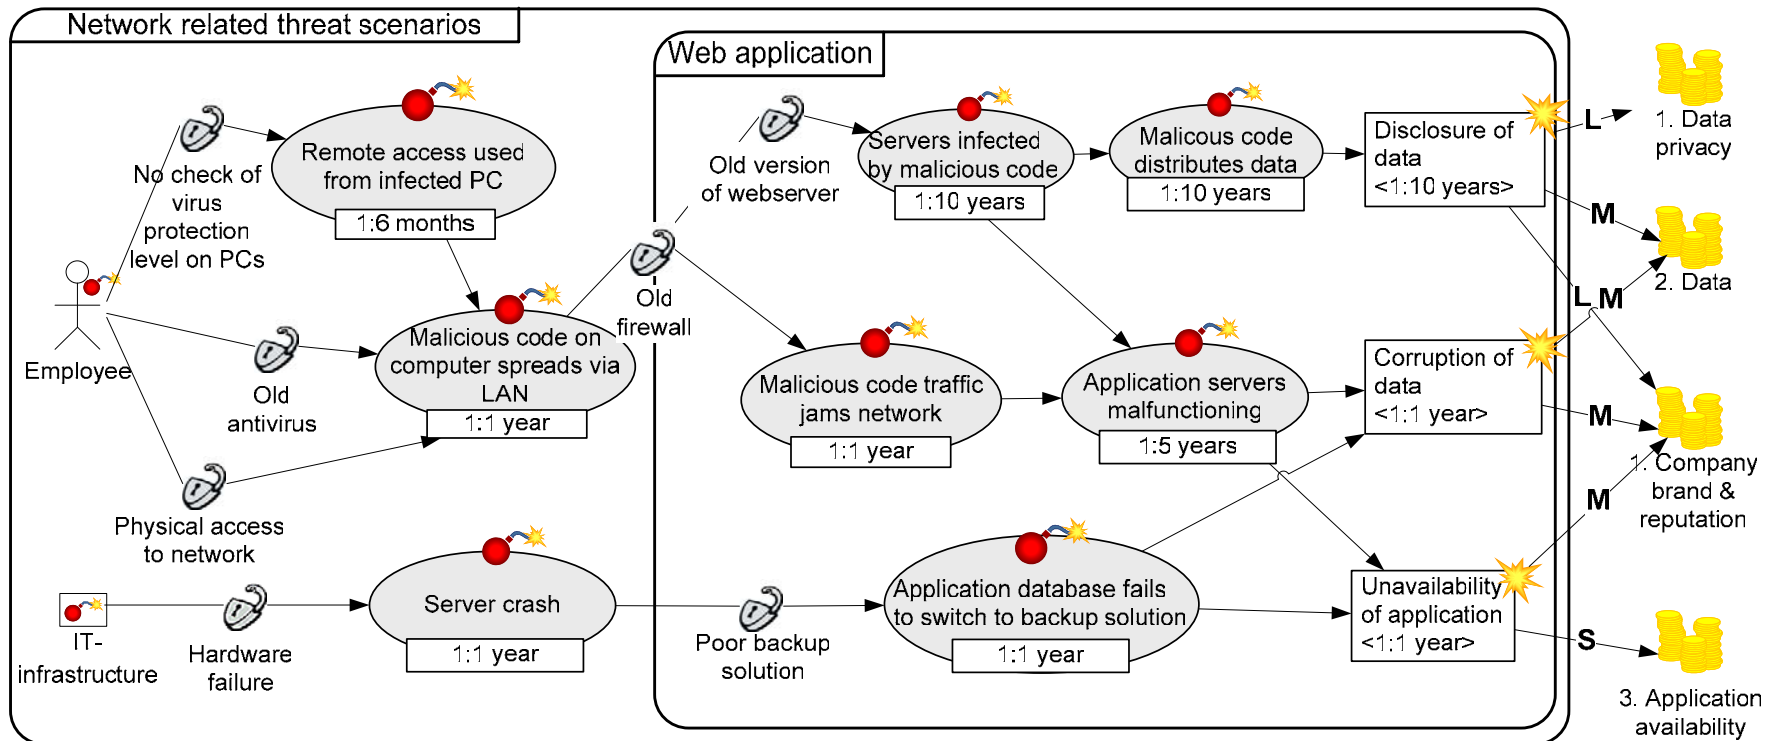 Network related threat scenarios
Web application
No check of
virus
protection
level on PCs
Remote access used
from infected PC
1:6 months
Old version
of webserver
Servers infected
by malicious code
1:10 years
Malicous code
distributes data
1:10 years
Disclosure of
data
<1:10 years>
L
1. Data
privacy
M
2. Data
Employee
Old
antivirus
Malicious code on
computer spreads via
LAN
1:1 year
Old
firewall
Malicious code traffic
jams network
1:1 year
Application servers
malfunctioning
1:5 years
Corruption of
data
<1:1 year>
L
M
M
1. Company
brand &
reputation
M
Physical access
to network
IT-
infrastructure
Hardware
failure
Server crash
1:1 year
Poor backup
solution
Application database fails
to switch to backup solution
1:1 year
Unavailability
of application
<1:1 year>
S
3. Application
availability